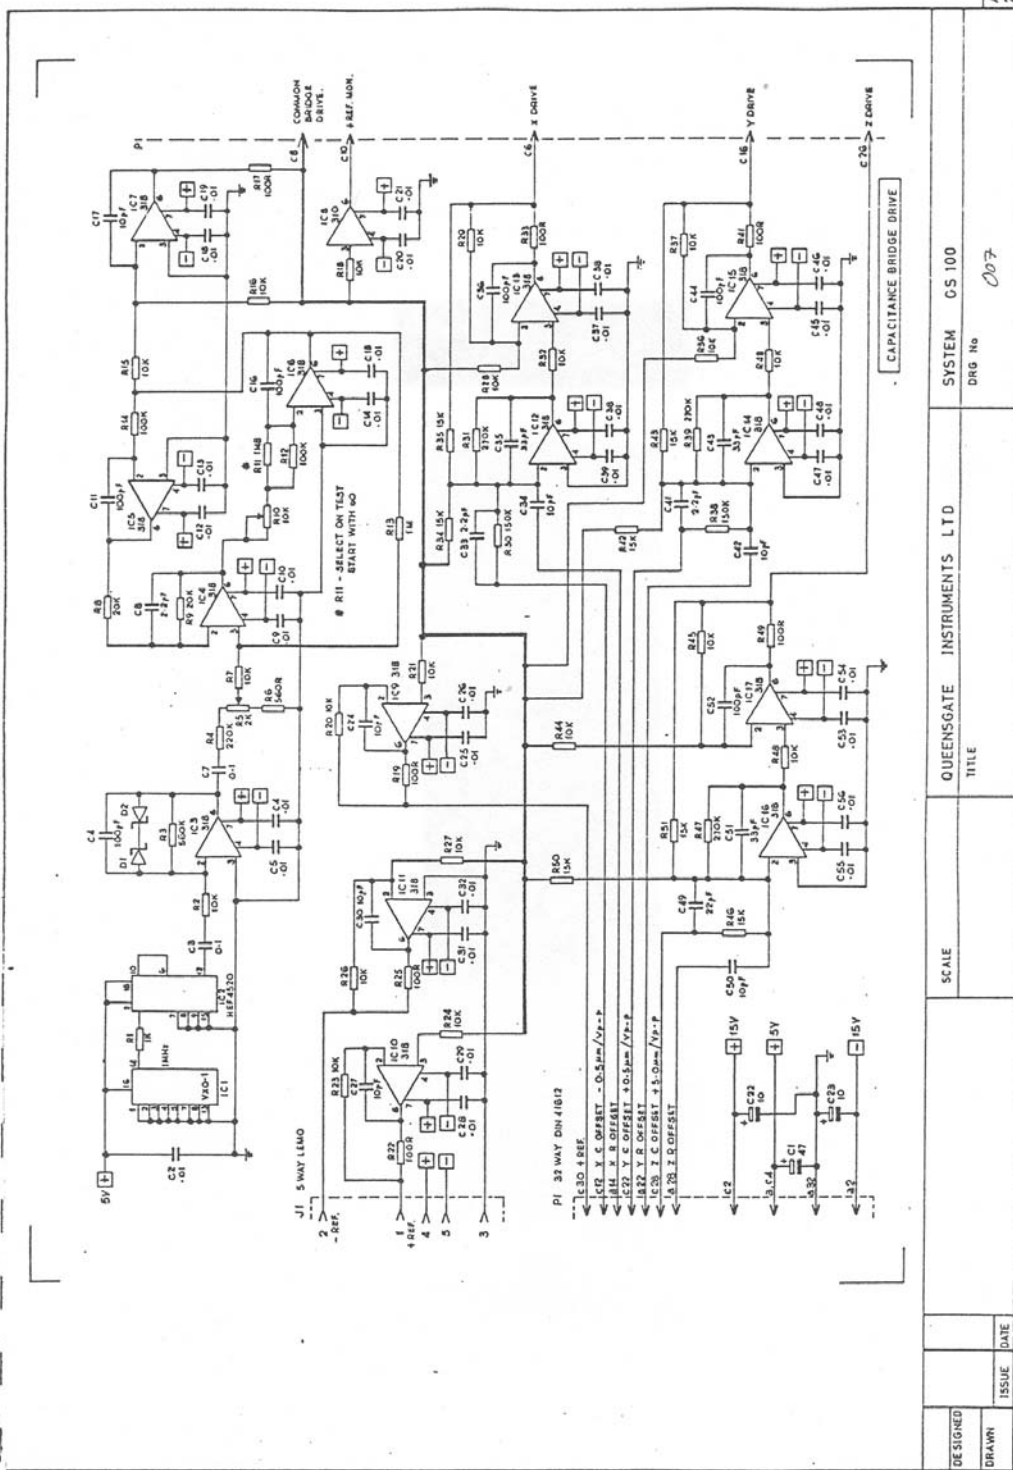 QUEENSGATE INSTRUMENTS LTD
SYSTEM CS 100
TITLE
DRG No
007
SCALE
DESIGNED
DRAWN
ISSUE
DATE
CAPACITANCE BRIDGE DRIVE
5V
+
C2
.01
VXO-1
IC1
1MHz
R1
1K
IC2
HEF4520
C3
0.1
R2
10K
C4
100pF
D1
D2
R3
560K
IC3
318
C5
.01
C4
.01
C7
0.1
R4
220K
R5
2K
R6
560R
R7
10K
R8
20K
C8
2.2pF
R9 20K
IC4
318
C9
.01
C10
.01
C11
100pF
IC5
318
C12
.01
C13
.01
R10
10K
R11 1M8
R12
100K
R13
1M
R11 - SELECT ON TEST
START WITH ∞
R14
100K
R15
10K
C16
100pF
IC6
318
C14
.01
C18
.01
R16
10K
C17
10pF
IC7
318
C18
.01
C19
.01
R17
100R
P1
COMMON
BRIDGE
DRIVE.
C8
IC8
310
R18
10K
C20
.01
C21
.01
C10
+REF. MON.
J1 5 WAY LEMO
2
- REF.
1
+ REF.
4
5
3
R22
100R
R23 10K
C27
10pF
IC10
318
C28
.01
C29
.01
R24
10K
R25
100R
R26
10K
C30 10pF
IC11
318
C31
.01
C32
.01
R27
10K
R19
100R
R20 10K
C24
10pF
IC9 318
C25
.01
C26
.01
R21
10K
R34 15K
R35 15K
C33 2.2pF
R30 150K
C34
10pF
R31
270K
C35
33pF
IC12
318
C39
.01
C38
.01
R32
10K
R28
10K
C36
100pF
R29
10K
IC13
318
C37
.01
C38
.01
R33
100R
C6
X DRIVE
R42
15K
R43
15K
C41
2.2pF
R38
150K
C42
10pF
R39 270K
C43
33pF
IC14
318
C47
.01
C48
.01
R36
10K
C44
100pF
R37
10K
IC15
318
C45
.01
C46
.01
R41
100R
C16
Y DRIVE
R50
15K
R51
15K
C49
22pF
R46
15K
C50
10pF
R47
270K
C51
33pF
IC16
318
C55
.01
C56
.01
R48
10K
R44
10K
R45
10K
C52
100pF
IC17
318
C53
.01
C54
.01
R49
100R
C26
Z DRIVE
P1 32 WAY DIN 41612
C30 + REF.
C12 X C OFFSET - 0.5μm/Vp-p
a14 X R OFFSET
C22 Y C OFFSET +0.5μm/Vp-p
a22 Y R OFFSET
C28 Z C OFFSET +5.0μm/Vp-p
a28 Z R OFFSET
C2
+ 15V
C22
10
a,C4
+ 5V
C1
47
a32
C23
10
a2
- 15V